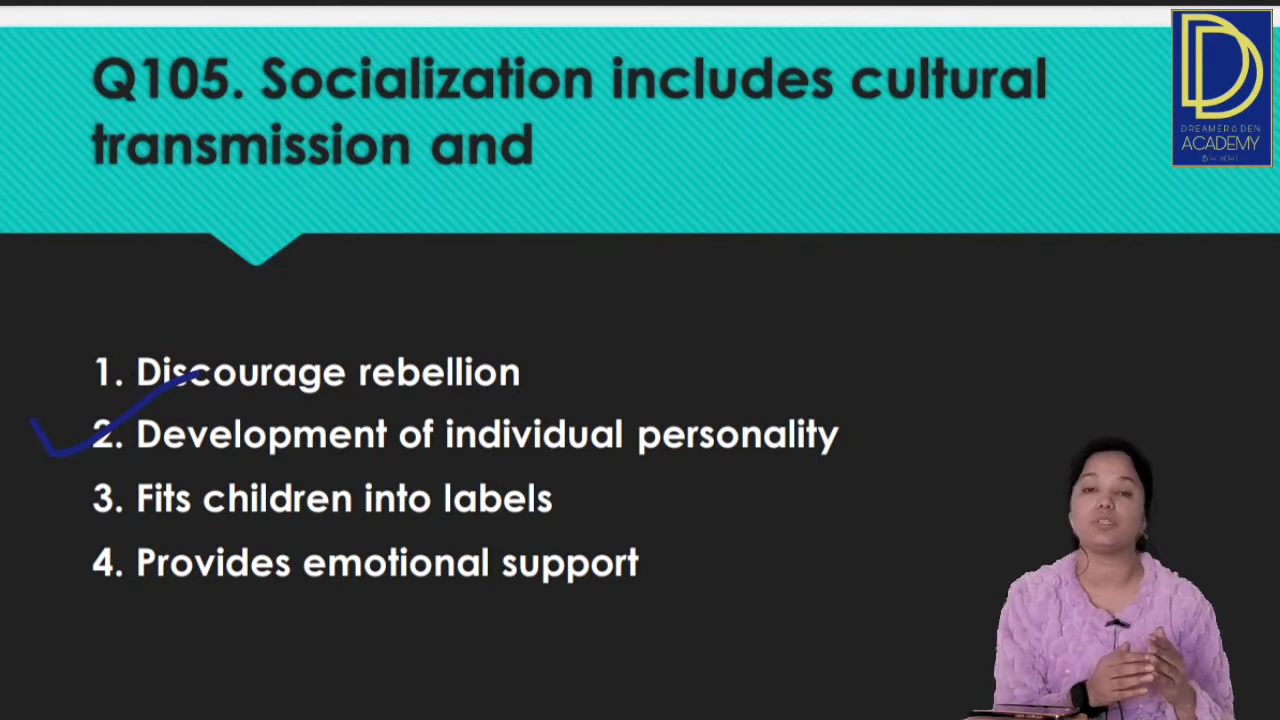 Q105. Socialization includes cultural
transmission and
DREAMER'S DEN
ACADEMY
1. Discourage rebellion
2. Development of individual personality
3. Fits children into labels
4. Provides emotional support